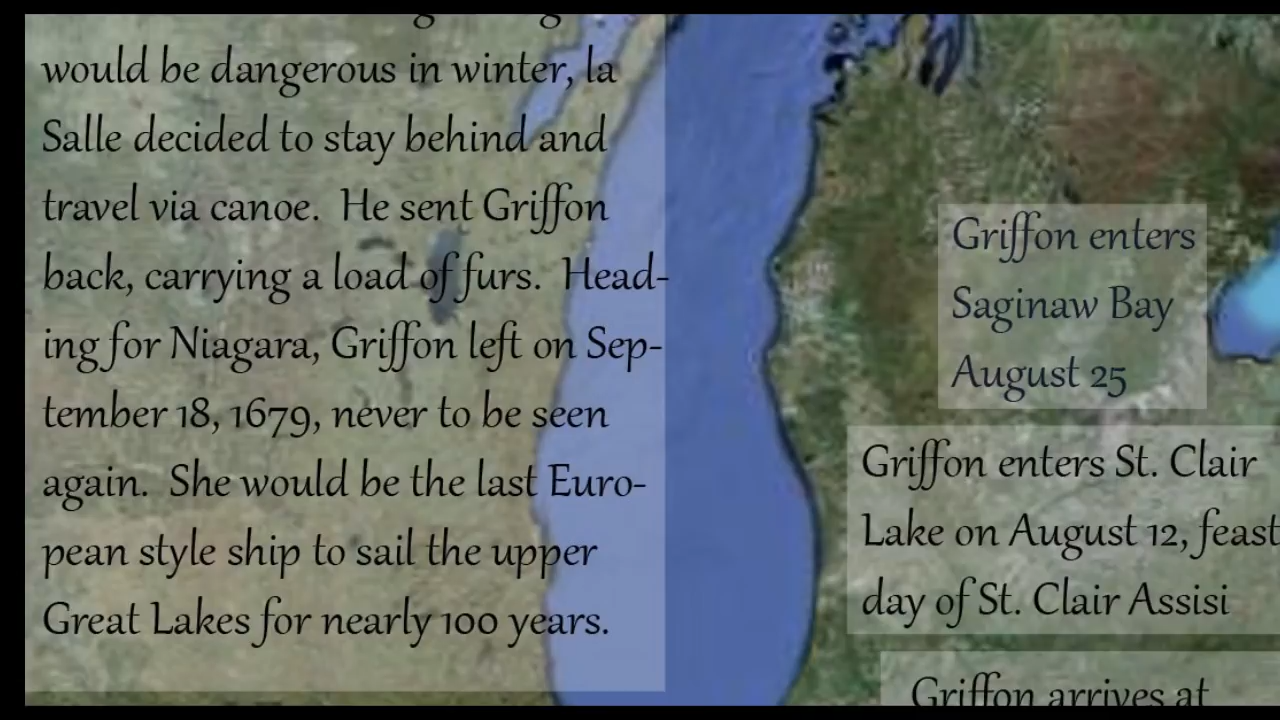 would be dangerous in winter, la
Salle decided to stay behind and
travel via canoe. He sent Griffon
back, carrying a load of furs. Head-
ing for Niagara, Griffon left on Sep-
tember 18, 1679, never to be seen
again. She would be the last Euro-
pean style ship to sail the upper
Great Lakes for nearly 100 years.
Griffon enters
Saginaw Bay
August 25
Griffon enters St. Clair
Lake on August 12, feast
day of St. Clair Assisi
Griffon arrives at